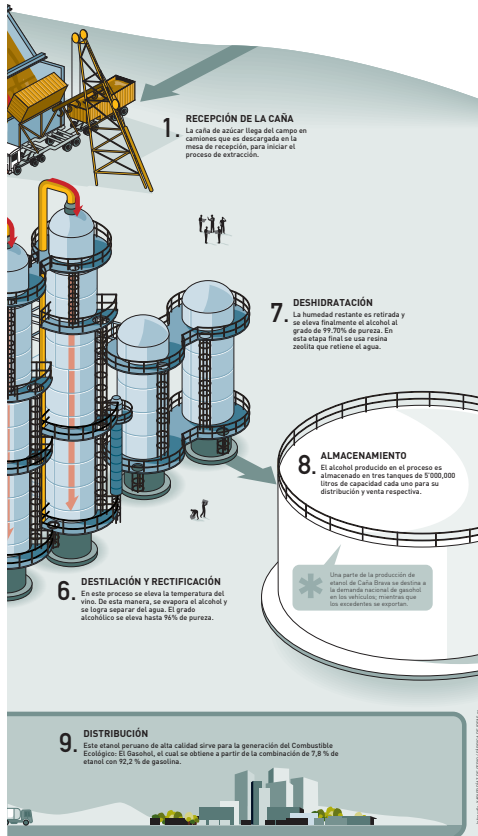 1. RECEPCIÓN DE LA CAÑA
La caña de azúcar llega del campo en
camiones que es descargada en la
mesa de recepción, para iniciar el
proceso de extracción.
7. DESHIDRATACIÓN
La humedad restante es retirada y
se eleva finalmente el alcohol al
grado de 99.70% de pureza. En
esta etapa final se usa resina
zeolita que retiene el agua.
8. ALMACENAMIENTO
El alcohol producido en el proceso es
almacenado en tres tanques de 5'000,000
litros de capacidad cada uno para su
distribución y venta respectiva.
* Una parte de la producción de
etanol de Caña Brava se destina a
la demanda nacional de gasohol
en los vehículos; mientras que
los excedentes se exportan.
6. DESTILACIÓN Y RECTIFICACIÓN
En este proceso se eleva la temperatura del
vino. De esta manera, se evapora el alcohol y
se logra separar del agua. El grado
alcohólico se eleva hasta 96% de pureza.
9. DISTRIBUCIÓN
Este etanol peruano de alta calidad sirve para la generación del Combustible
Ecológico: El Gasohol, el cual se obtiene a partir de la combinación de 7,8 % de
etanol con 92,2 % de gasolina.